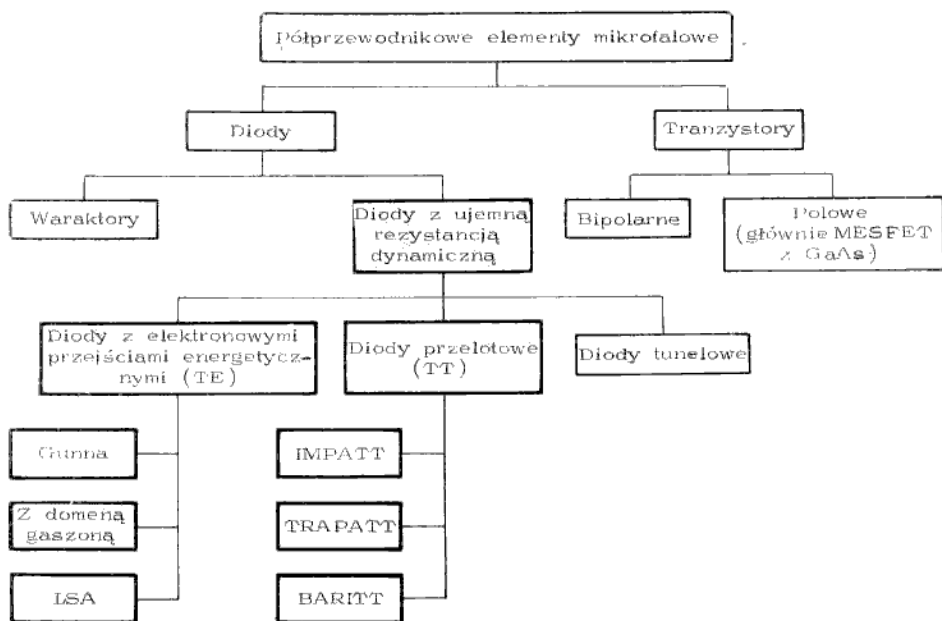 Półprzewodnikowe elementy mikrofalowe
Diody
Tranzystory
Waraktory
Diody z ujemną
rezystancją
dynamiczną
Bipolarne
Polowe
(głównie MESFET
z GaAs)
Diody z elektronowymi
przejściami energetycz-
nymi (TE)
Diody przelotowe
(TT)
Diody tunelowe
Gunna
IMPATT
Z domeną
gaszoną
TRAPATT
LSA
BARITT